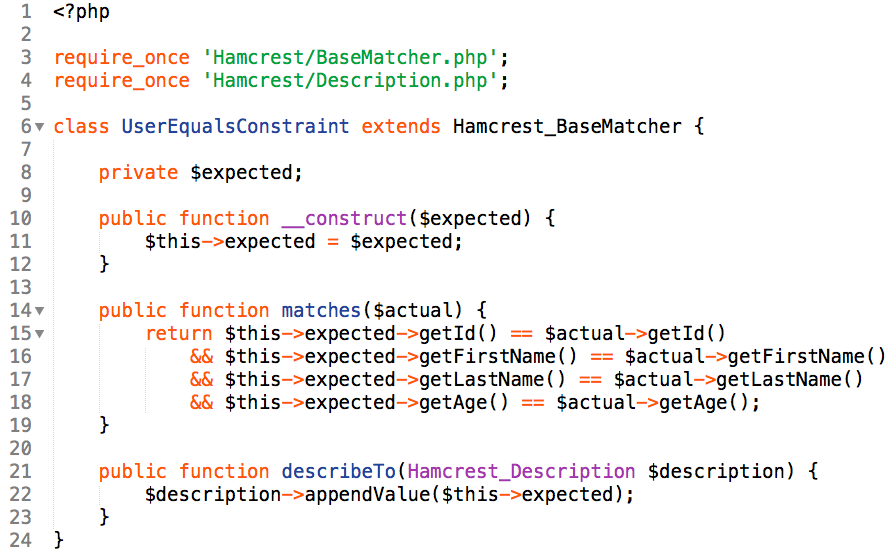 1 <?php
2
3 require_once 'Hamcrest/BaseMatcher.php';
4 require_once 'Hamcrest/Description.php';
5
6 class UserEqualsConstraint extends Hamcrest_BaseMatcher {
7
8     private $expected;
9
10     public function __construct($expected) {
11         $this->expected = $expected;
12     }
13
14     public function matches($actual) {
15         return $this->expected->getId() == $actual->getId()
16             && $this->expected->getFirstName() == $actual->getFirstName()
17             && $this->expected->getLastName() == $actual->getLastName()
18             && $this->expected->getAge() == $actual->getAge();
19     }
20
21     public function describeTo(Hamcrest_Description $description) {
22         $description->appendValue($this->expected);
23     }
24 }